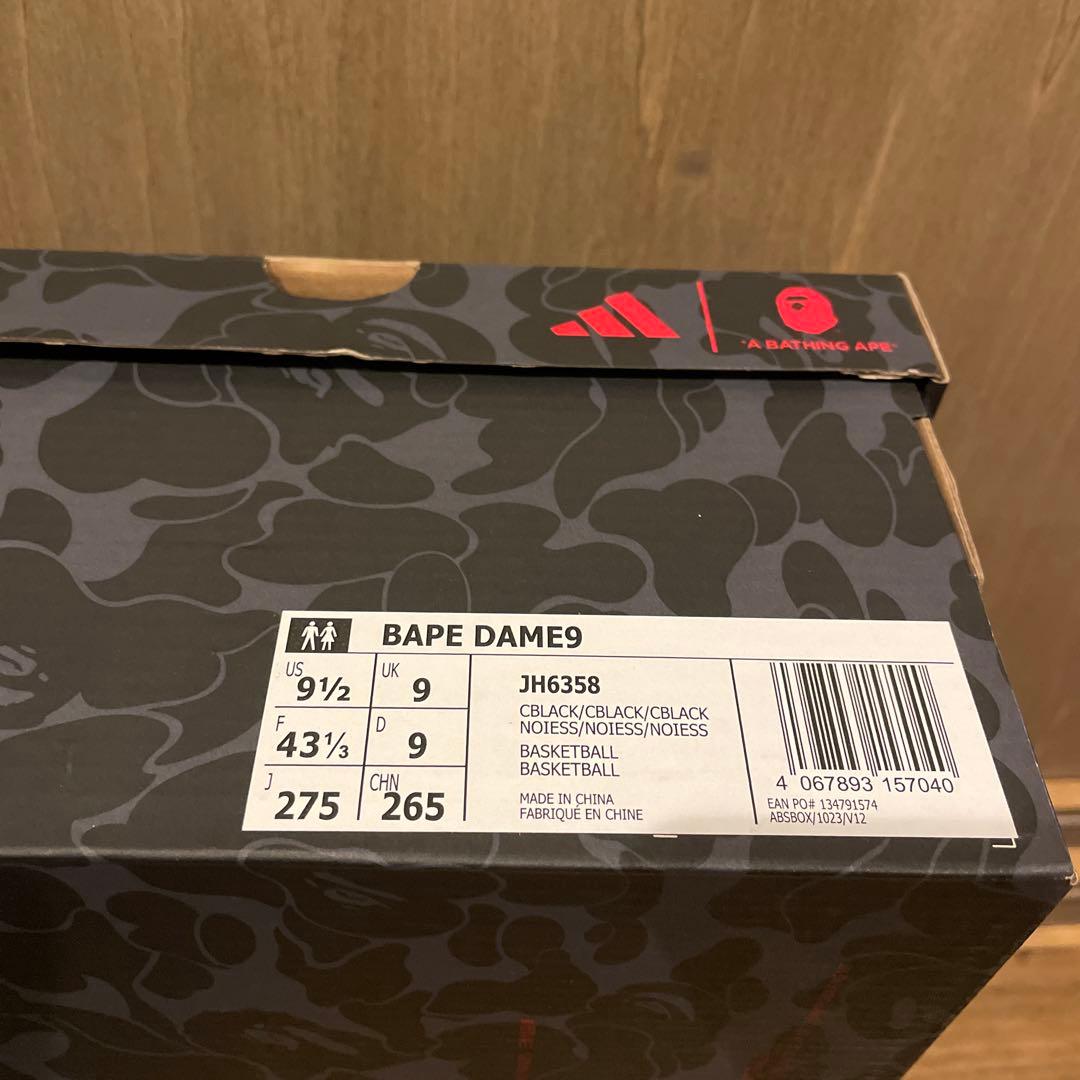 "A BATHING APE"
BAPE DAME9
US 9½ UK 9
F 43⅓ D 9
J 275 CHN 265
JH6358
CBLACK/CBLACK/CBLACK
NOIESS/NOIESS/NOIESS
BASKETBALL
BASKETBALL
MADE IN CHINA
FABRIQUÉ EN CHINE
4 067893 157040
EAN PO# 134791574
ABSBOX/1023/V12